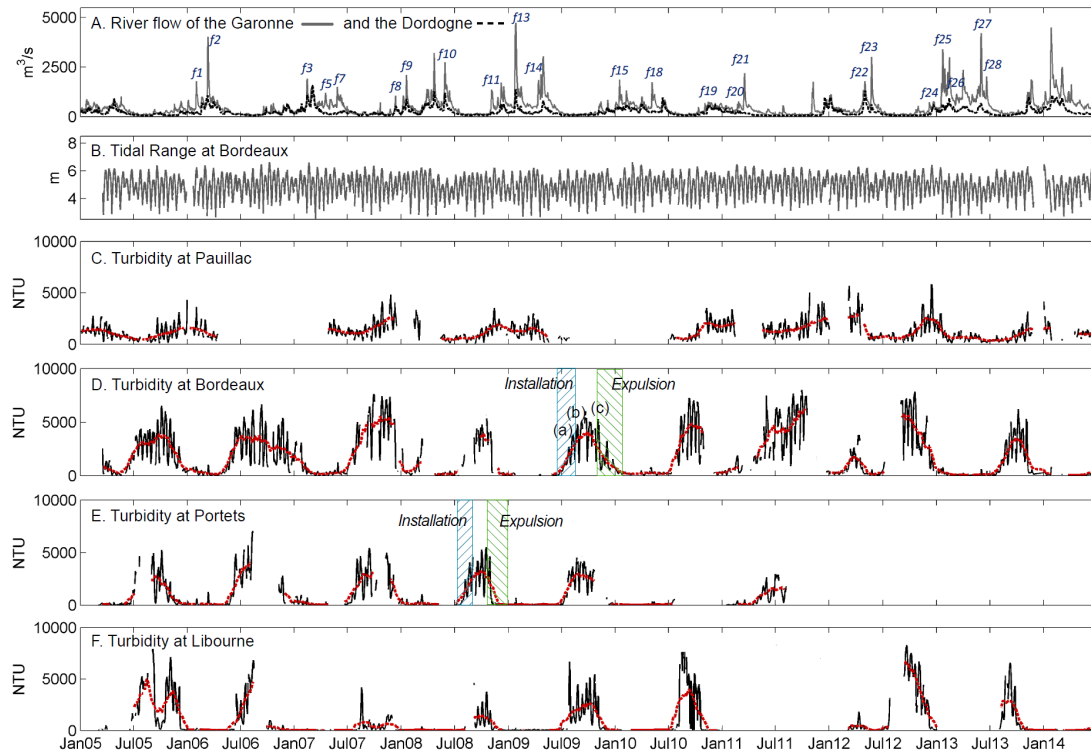 A. River flow of the Garonne and the Dordogne
m³/s
5000
2500
0
f1
f2
f3
f5
f7
f8
f9
f10
f11
f13
f14
f15
f18
f19
f20
f21
f22
f23
f24
f25
f26
f27
f28
B. Tidal Range at Bordeaux
m
8
6
4
C. Turbidity at Pauillac
NTU
10000
5000
0
D. Turbidity at Bordeaux
NTU
10000
5000
0
Installation
Expulsion
(a)
(b)
(c)
E. Turbidity at Portets
NTU
10000
5000
0
Installation
Expulsion
F. Turbidity at Libourne
NTU
10000
5000
0
Jan05 Jul05 Jan06 Jul06 Jan07 Jul07 Jan08 Jul08 Jan09 Jul09 Jan10 Jul10 Jan11 Jul11 Jan12 Jul12 Jan13 Jul13 Jan14